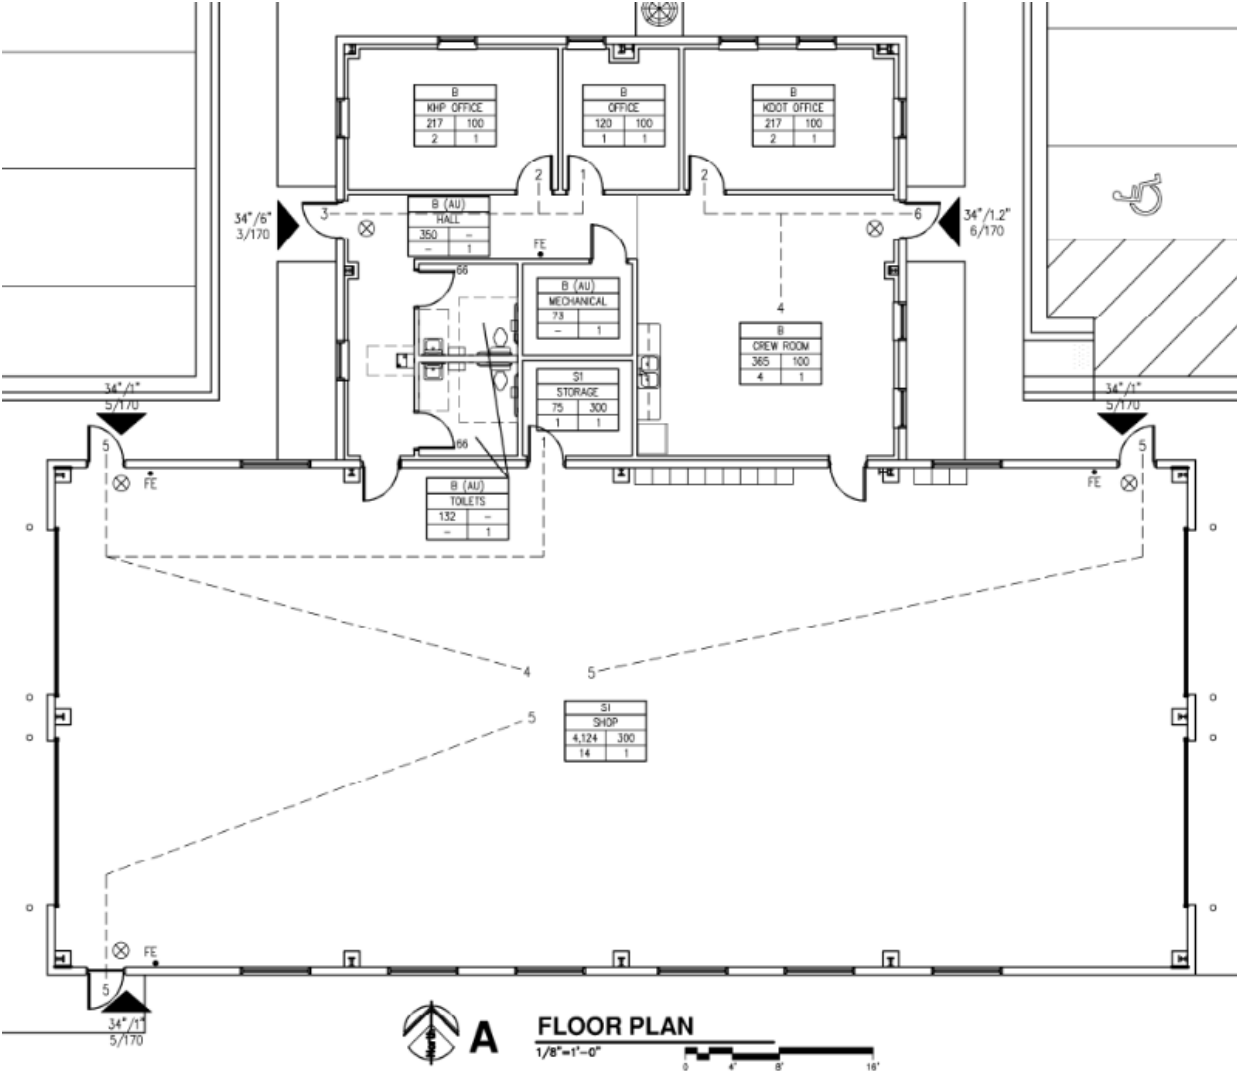 B
KHP OFFICE
217 100
2 1
B
OFFICE
120 100
1 1
B
KDOT OFFICE
217 100
2 1
2
1
2
34"/6"
3/170
3
B (AU)
HALL
350 -
- 1
FE
6
34"/1.2"
6/170
66
B (AU)
MECHANICAL
73
- 1
4
B
CREW ROOM
365 100
4 1
S1
STORAGE
75 300
1 1
34"/1"
5/170
34"/1"
5/170
5
66
1
5
FE
FE
B (AU)
TOILETS
132 -
- 1
4
5
5
S1
SHOP
4,124 300
14 1
FE
5
34"/1"
5/170
North
A
FLOOR PLAN
1/8"=1'-0"
0 4' 8' 16'